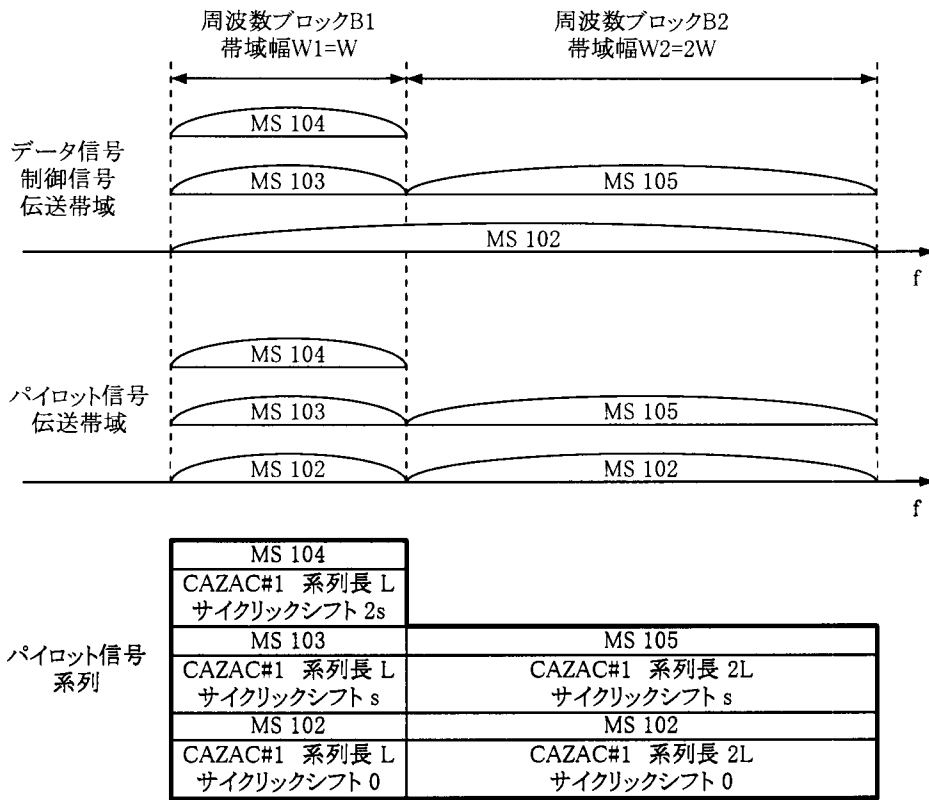 周波数ブロックB1
帯域幅W1=W
周波数ブロックB2
帯域幅W2=2W
データ信号
制御信号
伝送帯域
MS 104
MS 103
MS 105
MS 102
f
パイロット信号
伝送帯域
MS 104
MS 103
MS 105
MS 102
MS 102
f
パイロット信号
系列
MS 104
CAZAC#1 系列長 L
サイクリックシフト 2s
MS 103
CAZAC#1 系列長 L
サイクリックシフト s
MS 105
CAZAC#1 系列長 2L
サイクリックシフト s
MS 102
CAZAC#1 系列長 L
サイクリックシフト 0
MS 102
CAZAC#1 系列長 2L
サイクリックシフト 0